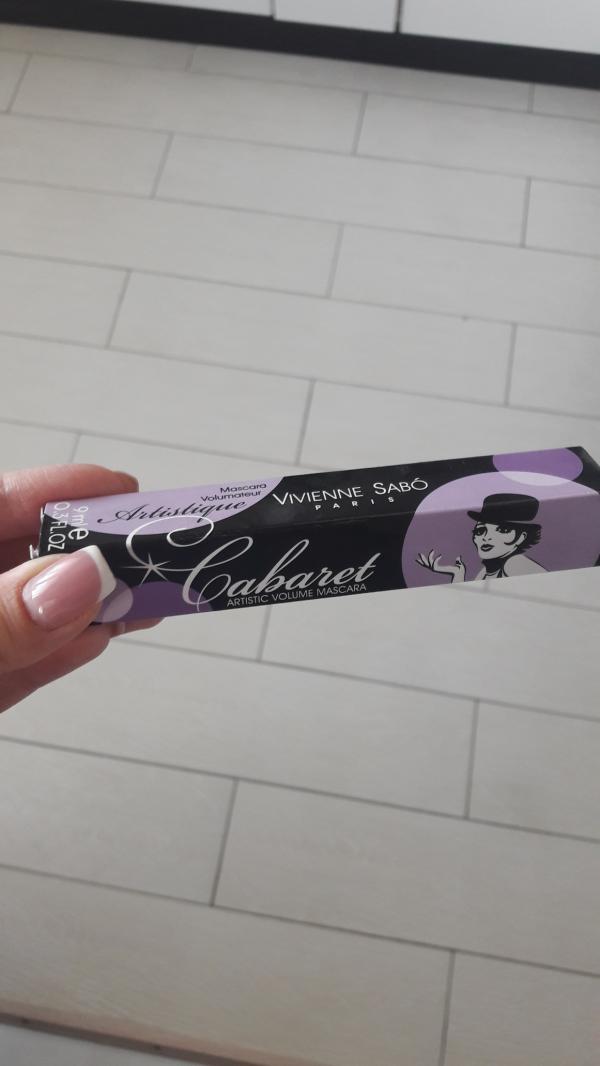 Mascara
Volumateur
Artistique
VIVIENNE SABÓ
PARIS
Cabaret
ARTISTIC VOLUME MASCARA
9 ml e
0.3 FL.OZ